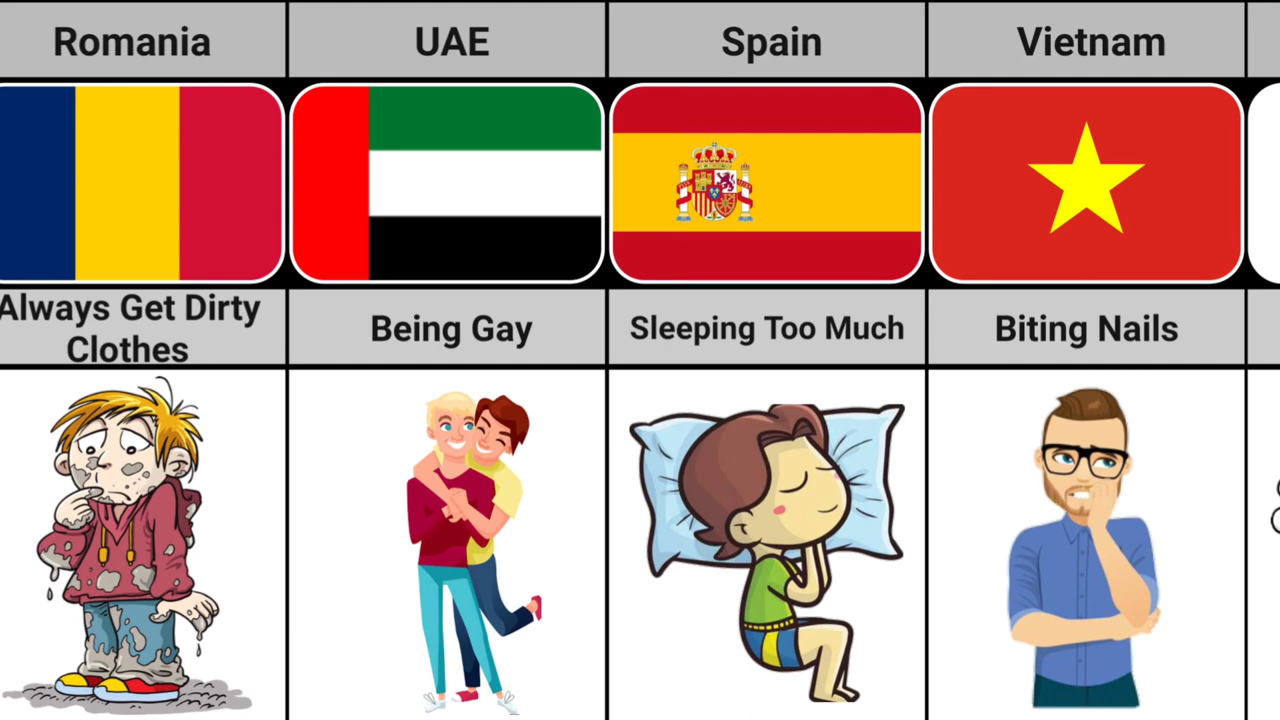 Romania
UAE
Spain
Vietnam
Always Get Dirty
Clothes
Being Gay
Sleeping Too Much
Biting Nails